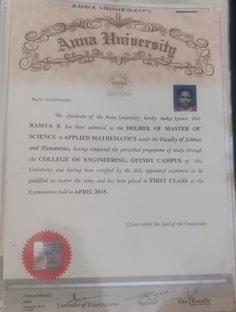 ANNA UNIVERSITY
Anna University
The Syndicate of the Anna University hereby makes known that
RAMYA B has been admitted to the DEGREE OF MASTER OF
SCIENCE in APPLIED MATHEMATICS under the Faculty of Science
and Humanities, having completed the prescribed programme of study through
the COLLEGE OF ENGINEERING, GUINDY CAMPUS of this
University and having been certified by the duly appointed examiners to be
qualified to receive the same, and has been placed in FIRST CLASS at the
Examination held in APRIL 2015.
Given under the seal of the University
Controller of Examinations
Registrar
Vice-Chancellor